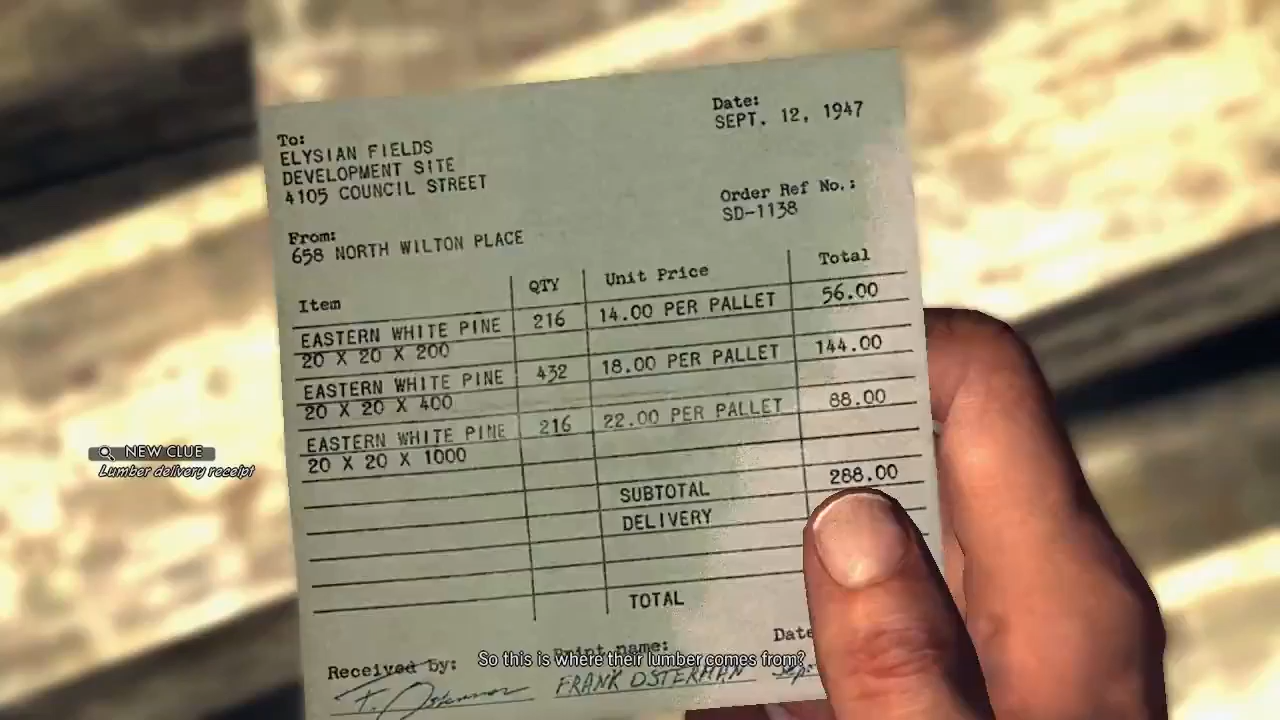 Date:
SEPT. 12, 1947
To:
ELYSIAN FIELDS
DEVELOPMENT SITE
4105 COUNCIL STREET
Order Ref No.:
SD-1138
From:
658 NORTH WILTON PLACE
Item QTY Unit Price Total
EASTERN WHITE PINE 216 14.00 PER PALLET 56.00
20 X 20 X 200
EASTERN WHITE PINE 432 18.00 PER PALLET 144.00
20 X 20 X 400
EASTERN WHITE PINE 216 22.00 PER PALLET 88.00
20 X 20 X 1000
SUBTOTAL 288.00
DELIVERY
TOTAL
Received by: Print name: Date
F. Osterman FRANK OSTERMAN Sep
NEW CLUE
Lumber delivery receipt
So this is where their lumber comes from?